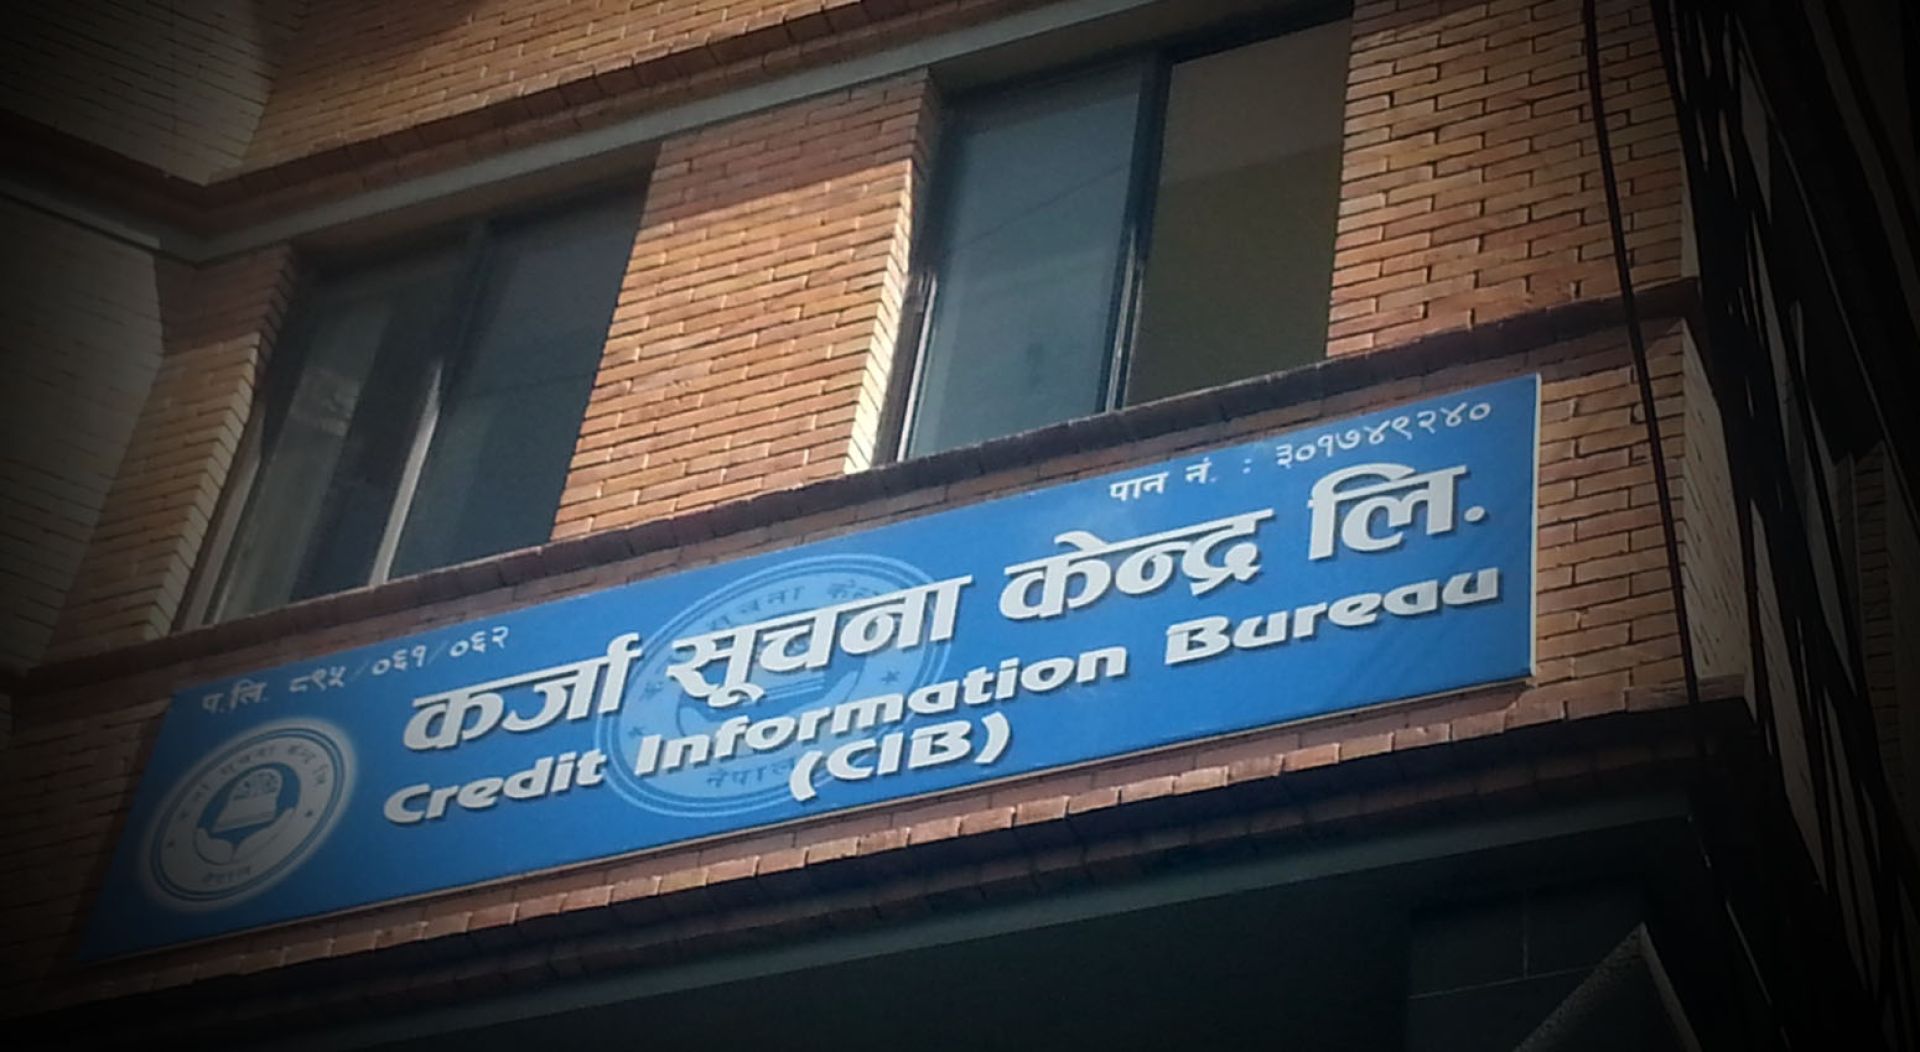 पान नं. : ३०१७४९२४०
प.लि. ८९५/०६१/०६२
कर्जा सूचना केन्द्र लि.
Credit Information Bureau
(CIB)
नेपाल